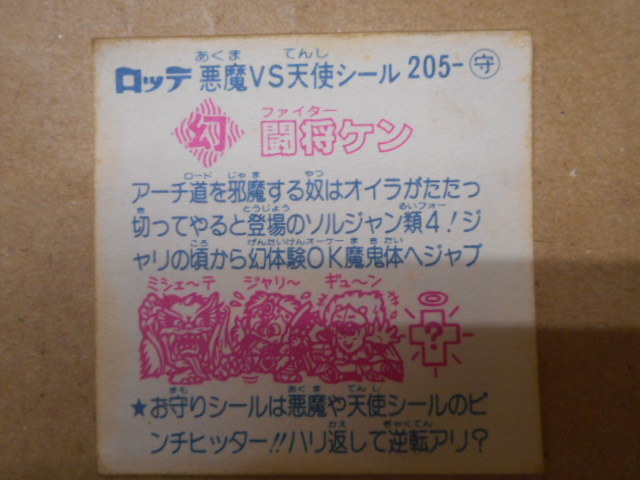 あくま てんし
ロッテ 悪魔VS天使シール 205-守
ファイター
幻 闘将ケン
ロード じゃま やつ
アーチ道を邪魔する奴はオイラがたたっ
き とうじょう るいフォー
切ってやると登場のソルジャン類4!ジ
ころ げんたいけんオーケー ま き たい
ャリの頃から幻体験OK魔鬼体へジャブ
ミシェ〜テ ジャリ〜 ギュ〜ン
?
まも あく ま てん し
★お守りシールは悪魔や天使シールのピ
かえ ぎゃくてん
ンチヒッター!!ハリ返して逆転アリ?